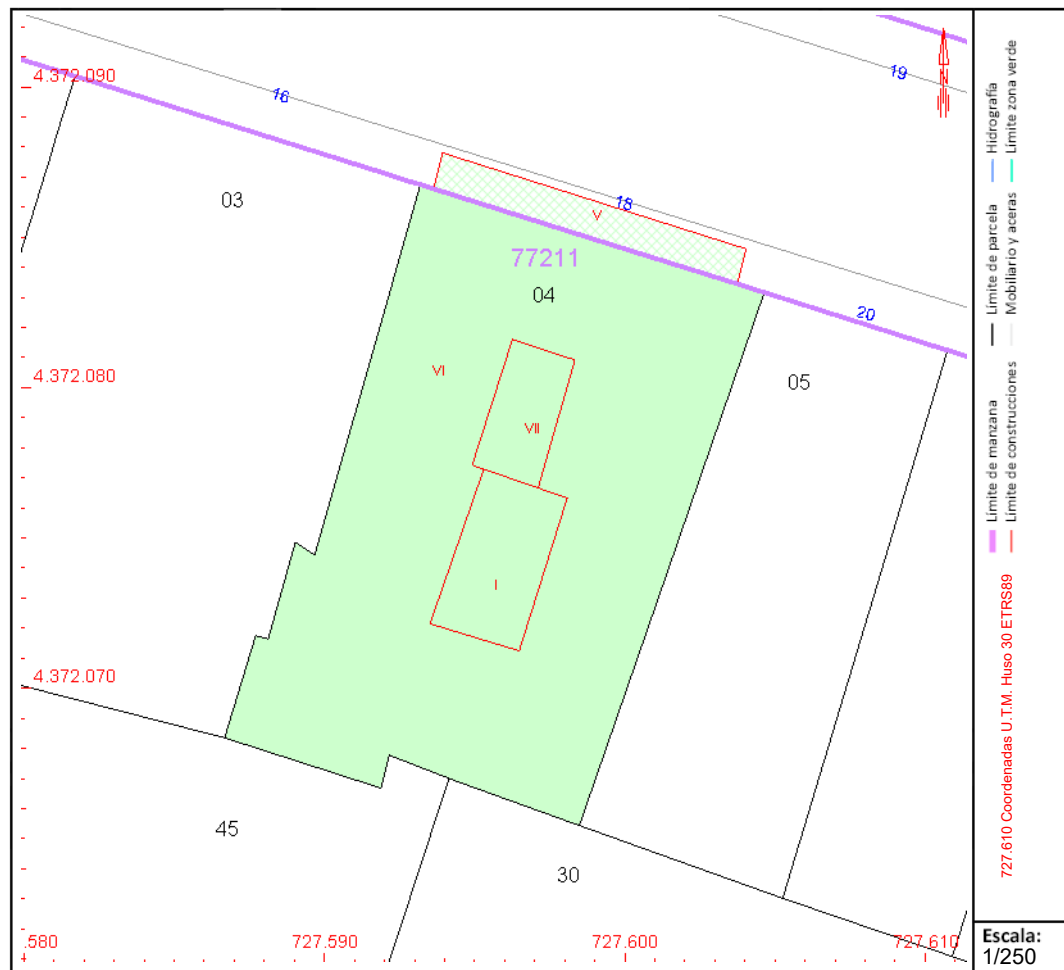 4.372.090
16
19
03
V
18
77211
04
20
4.372.080
VI
05
VII
I
4.372.070
45
30
.580
727.590
727.600
727.610
N
Hidrografía
Límite zona verde
Límite de parcela
Mobiliario y aceras
Límite de manzana
Límite de construcciones
727.610 Coordenadas U.T.M. Huso 30 ETRS89
Escala:
1/250